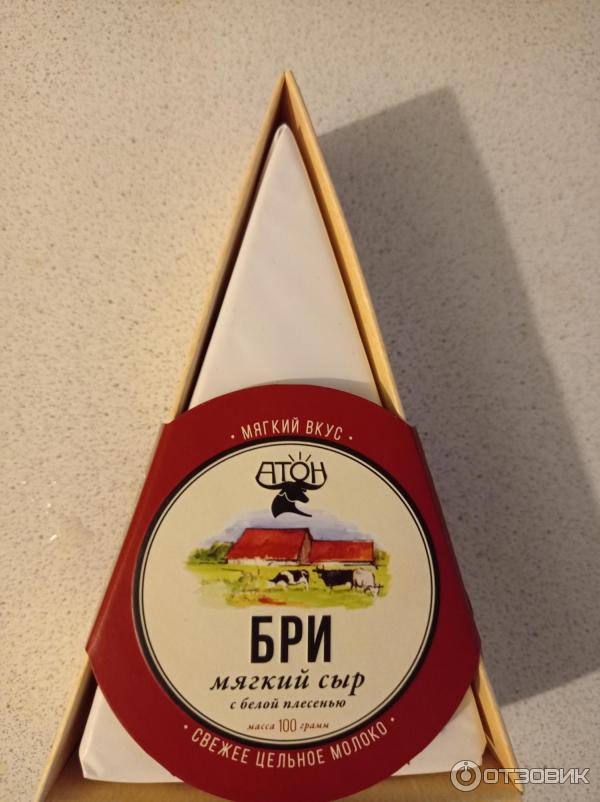 · МЯГКИЙ ВКУС ·
АТОН
БРИ
мягкий сыр
с белой плесенью
масса 100 грамм
· СВЕЖЕЕ ЦЕЛЬНОЕ МОЛОКО ·
ОТЗОВИК